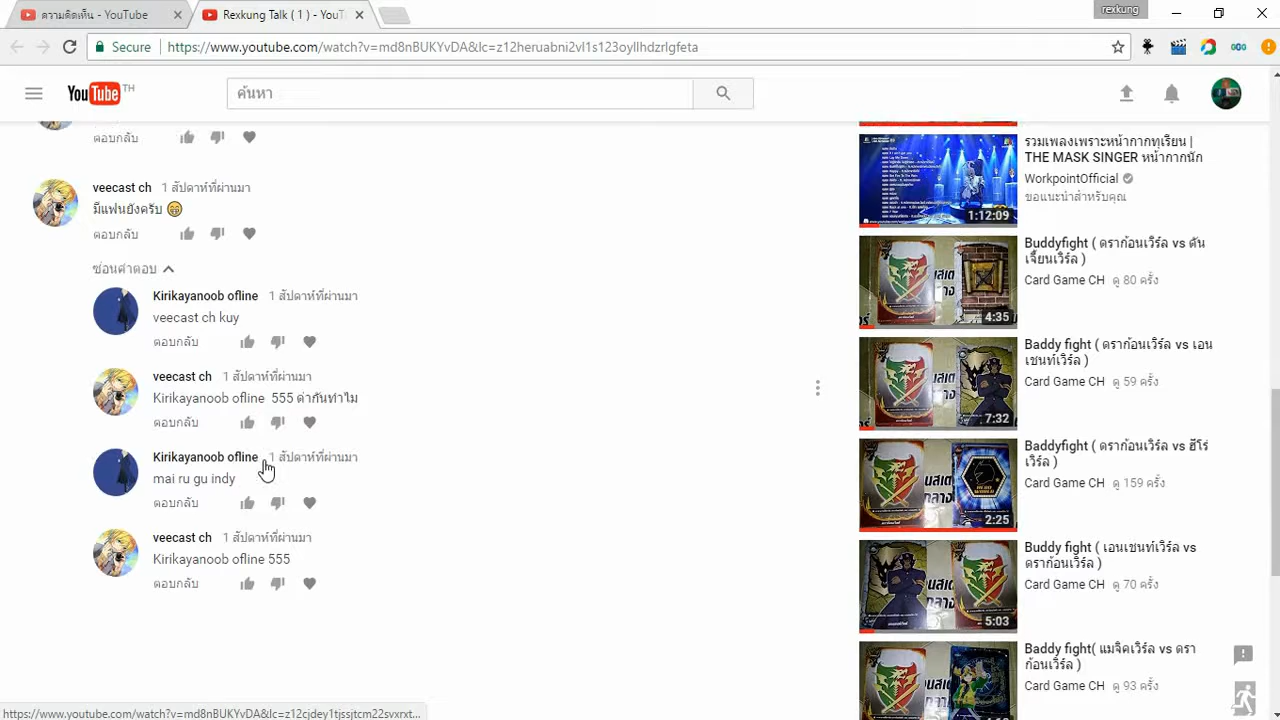 rexkung
ความคิดเห็น - YouTube
Rexkung Talk ( 1 ) - YouT
Secure
https://www.youtube.com/watch?v=md8nBUKYvDA&lc=z12heruabni2vl1s123oyllhdzrlgfeta
YouTube TH
ค้นหา
ตอบกลับ
veecast ch 1 สัปดาห์ที่ผ่านมา
มีแฟนยังครับ
ตอบกลับ
ซ่อนคำตอบ
Kirikayanoob ofline 1 สัปดาห์ที่ผ่านมา
veech ch kuy
ตอบกลับ
veecast ch 1 สัปดาห์ที่ผ่านมา
Kirikayanoob ofline 555 ด่ากันทำไม
ตอบกลับ
Kirikayanoob ofline สัปดาห์ที่ผ่านมา
mai ru gu indy
ตอบกลับ
veecast ch 1 สัปดาห์ที่ผ่านมา
Kirikayanoob ofline 555
ตอบกลับ
รวมเพลงเพราะหน้ากากทุเรียน |
THE MASK SINGER หน้ากากนัก
WorkpointOfficial
ขอแนะนำสำหรับคุณ
1:12:09
Buddyfight ( ดราก้อนเวิร์ล vs ดัน
เจี้ยนเวิร์ล )
Card Game CH ดู 80 ครั้ง
4:35
Baddy fight ( ดราก้อนเวิร์ล vs เอน
เชนท์เวิร์ล )
Card Game CH ดู 59 ครั้ง
7:32
Baddyfight ( ดราก้อนเวิร์ล vs ฮีโร่
เวิร์ล )
Card Game CH ดู 159 ครั้ง
2:25
Buddy fight ( เอนเชนท์เวิร์ล vs
ดราก้อนเวิร์ล )
Card Game CH ดู 70 ครั้ง
5:03
Baddy fight( แมจิคเวิร์ล vs ดรา
ก้อนเวิร์ล )
Card Game CH ดู 93 ครั้ง